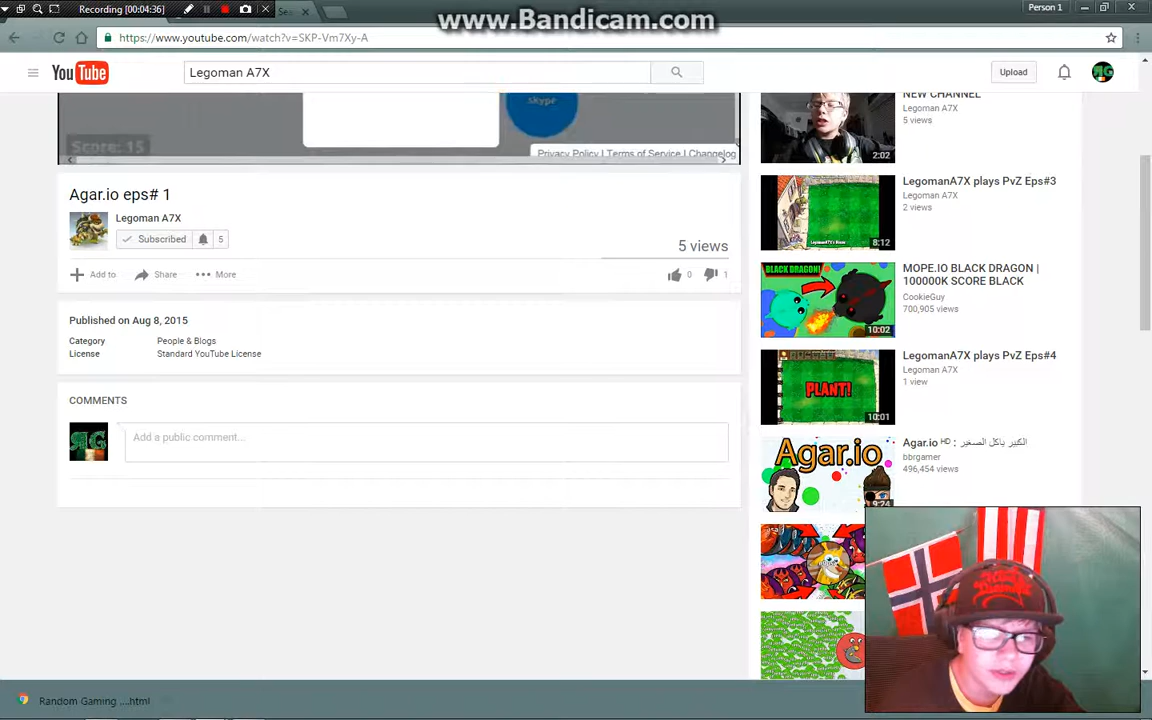 Recording [00:04:36]
www.Bandicam.com
Person 1
https://www.youtube.com/watch?v=SKP-Vm7Xy-A
YouTube
Legoman A7X
Upload
RG
skype
Score: 15
Privacy Policy | Terms of Service | Changelog
Agar.io eps# 1
Legoman A7X
Subscribed
5
5 views
Add to
Share
More
0
1
Published on Aug 8, 2015
Category
People & Blogs
License
Standard YouTube License
COMMENTS
RG
Add a public comment...
NEW CHANNEL
Legoman A7X
5 views
2:02
LegomanA7X plays PvZ Eps#3
Legoman A7X
2 views
8:12
BLACK DRAGON!
MOPE.IO BLACK DRAGON |
100000K SCORE BLACK
CookieGuy
700,905 views
10:02
LegomanA7X plays PvZ Eps#4
Legoman A7X
1 view
PLANT!
10:01
Agar.io
Agar.io HD : الكبير ياكل الصغير
bbrgamer
496,454 views
9:24
Random Gaming ....html